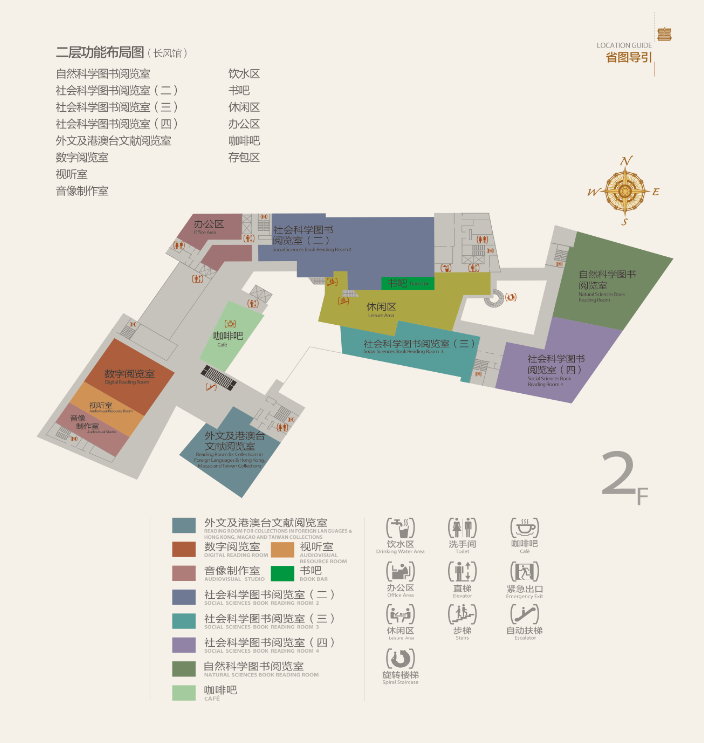 LOCATION GUIDE
省图导引
二层功能布局图（长风馆）
自然科学图书阅览室
社会科学图书阅览室（二）
社会科学图书阅览室（三）
社会科学图书阅览室（四）
外文及港澳台文献阅览室
数字阅览室
视听室
音像制作室
饮水区
书吧
休闲区
办公区
咖啡吧
存包区
N
W
E
S
办公区
Office Area
社会科学图书
阅览室（二）
Social Sciences Book Reading Room 2
自然科学图书
阅览室
Natural Sciences Book
Reading Room
书吧
休闲区
Leisure Area
咖啡吧
Café
社会科学图书阅览室（三）
Social Sciences Book Reading Room 3
社会科学图书
阅览室（四）
Social Sciences Book
Reading Room 4
数字阅览室
Digital Reading Room
视听室
Audiovisual Resource Room
音像
制作室
Audiovisual Studio
外文及港澳台
文献阅览室
Reading Room for Collections in
Foreign Languages & Hong Kong,
Macao and Taiwan Collections
2F
外文及港澳台文献阅览室
READING ROOM FOR COLLECTIONS IN FOREIGN LANGUAGES &
HONG KONG, MACAO AND TAIWAN COLLECTIONS
数字阅览室
DIGITAL READING ROOM
视听室
AUDIOVISUAL
RESOURCE ROOM
音像制作室
AUDIOVISUAL STUDIO
书吧
BOOK BAR
社会科学图书阅览室（二）
SOCIAL SCIENCES BOOK READING ROOM 2
社会科学图书阅览室（三）
SOCIAL SCIENCES BOOK READING ROOM 3
社会科学图书阅览室（四）
SOCIAL SCIENCES BOOK READING ROOM 4
自然科学图书阅览室
NATURAL SCIENCES BOOK READING ROOM
咖啡吧
CAFÉ
饮水区
Drinking Water Area
洗手间
Toilet
咖啡吧
Café
办公区
Office Area
直梯
Elevator
紧急出口
Emergency Exit
休闲区
Leisure Area
步梯
Stairs
自动扶梯
Escalator
旋转楼梯
Spiral Staircase